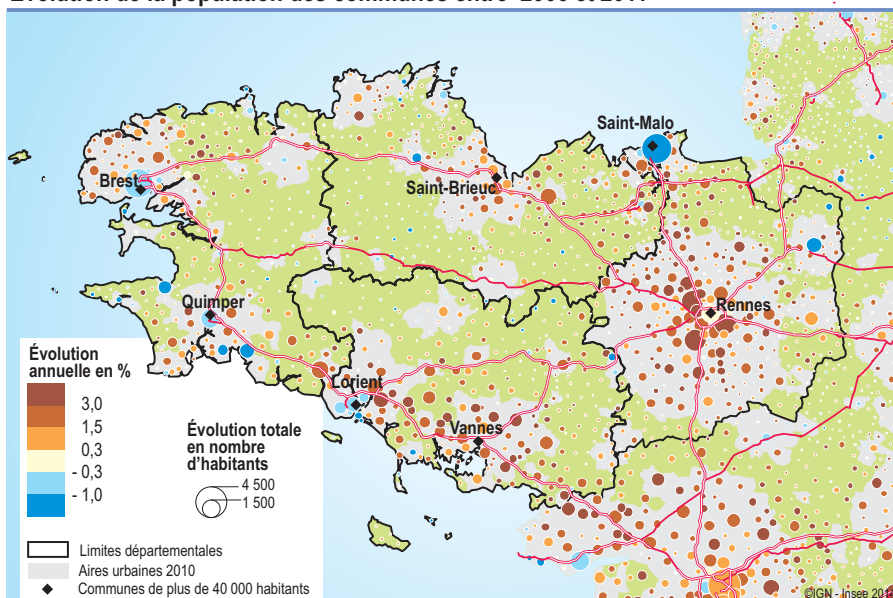 Saint-Malo
Brest
Saint-Brieuc
Quimper
Rennes
Lorient
Vannes
Évolution
annuelle en %
3,0
1,5
0,3
- 0,3
- 1,0
Évolution totale
en nombre
d'habitants
4 500
1 500
Limites départementales
Aires urbaines 2010
Communes de plus de 40 000 habitants
©IGN - Insee